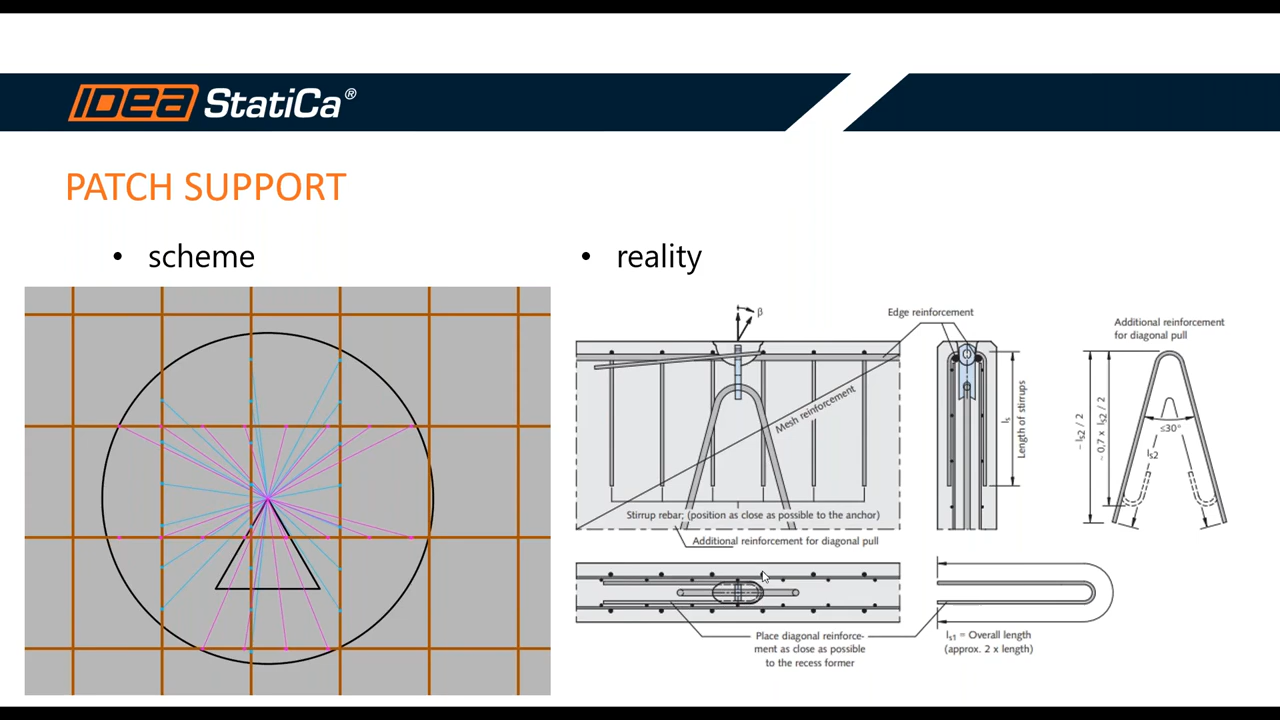 IDEA StatiCa®
PATCH SUPPORT
• scheme
• reality
β
Edge reinforcement
Mesh reinforcement
Stirrup rebar; (position as close as possible to the anchor)
Additional reinforcement for diagonal pull
ls
Length of stirrups
Additional reinforcement
for diagonal pull
~ ls2 / 2
~ 0,7 x ls2 / 2
≤30°
ls2
Place diagonal reinforce-
ment as close as possible
to the recess former
ls1 = Overall length
(approx. 2 x length)